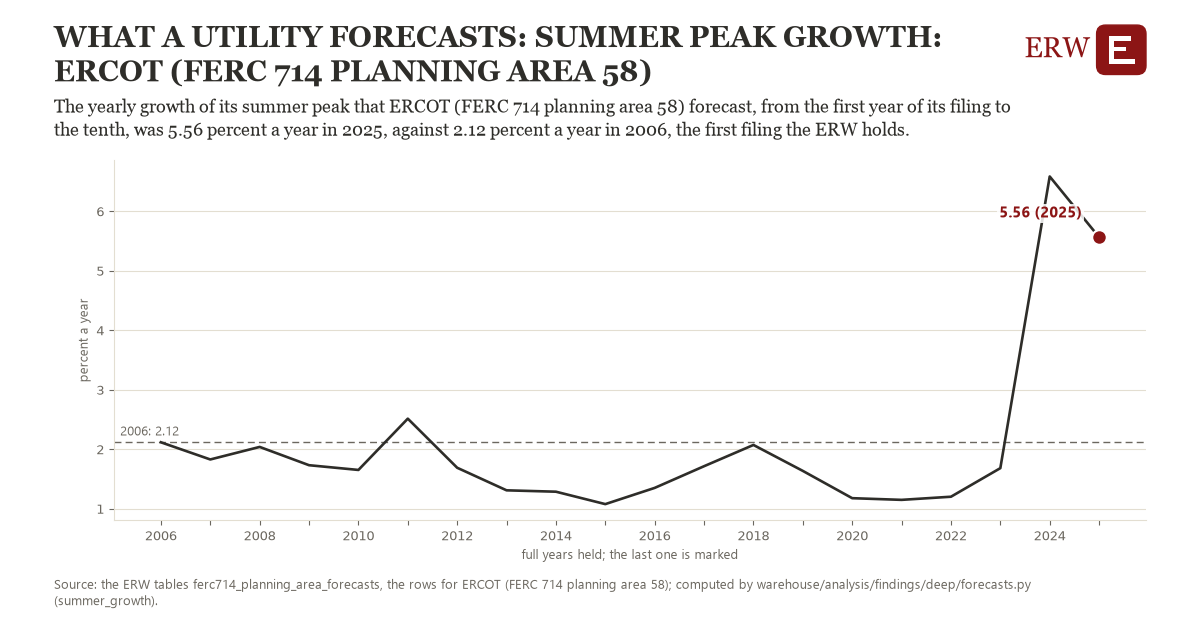 WHAT A UTILITY FORECASTS: SUMMER PEAK GROWTH:
ERCOT (FERC 714 PLANNING AREA 58)
ERW E
The yearly growth of its summer peak that ERCOT (FERC 714 planning area 58) forecast, from the first year of its filing to
the tenth, was 5.56 percent a year in 2025, against 2.12 percent a year in 2006, the first filing the ERW holds.
6
5
4
3
2
1
percent a year
5.56 (2025)
2006: 2.12
2006 2008 2010 2012 2014 2016 2018 2020 2022 2024
full years held; the last one is marked
Source: the ERW tables ferc714_planning_area_forecasts, the rows for ERCOT (FERC 714 planning area 58); computed by warehouse/analysis/findings/deep/forecasts.py
(summer_growth).